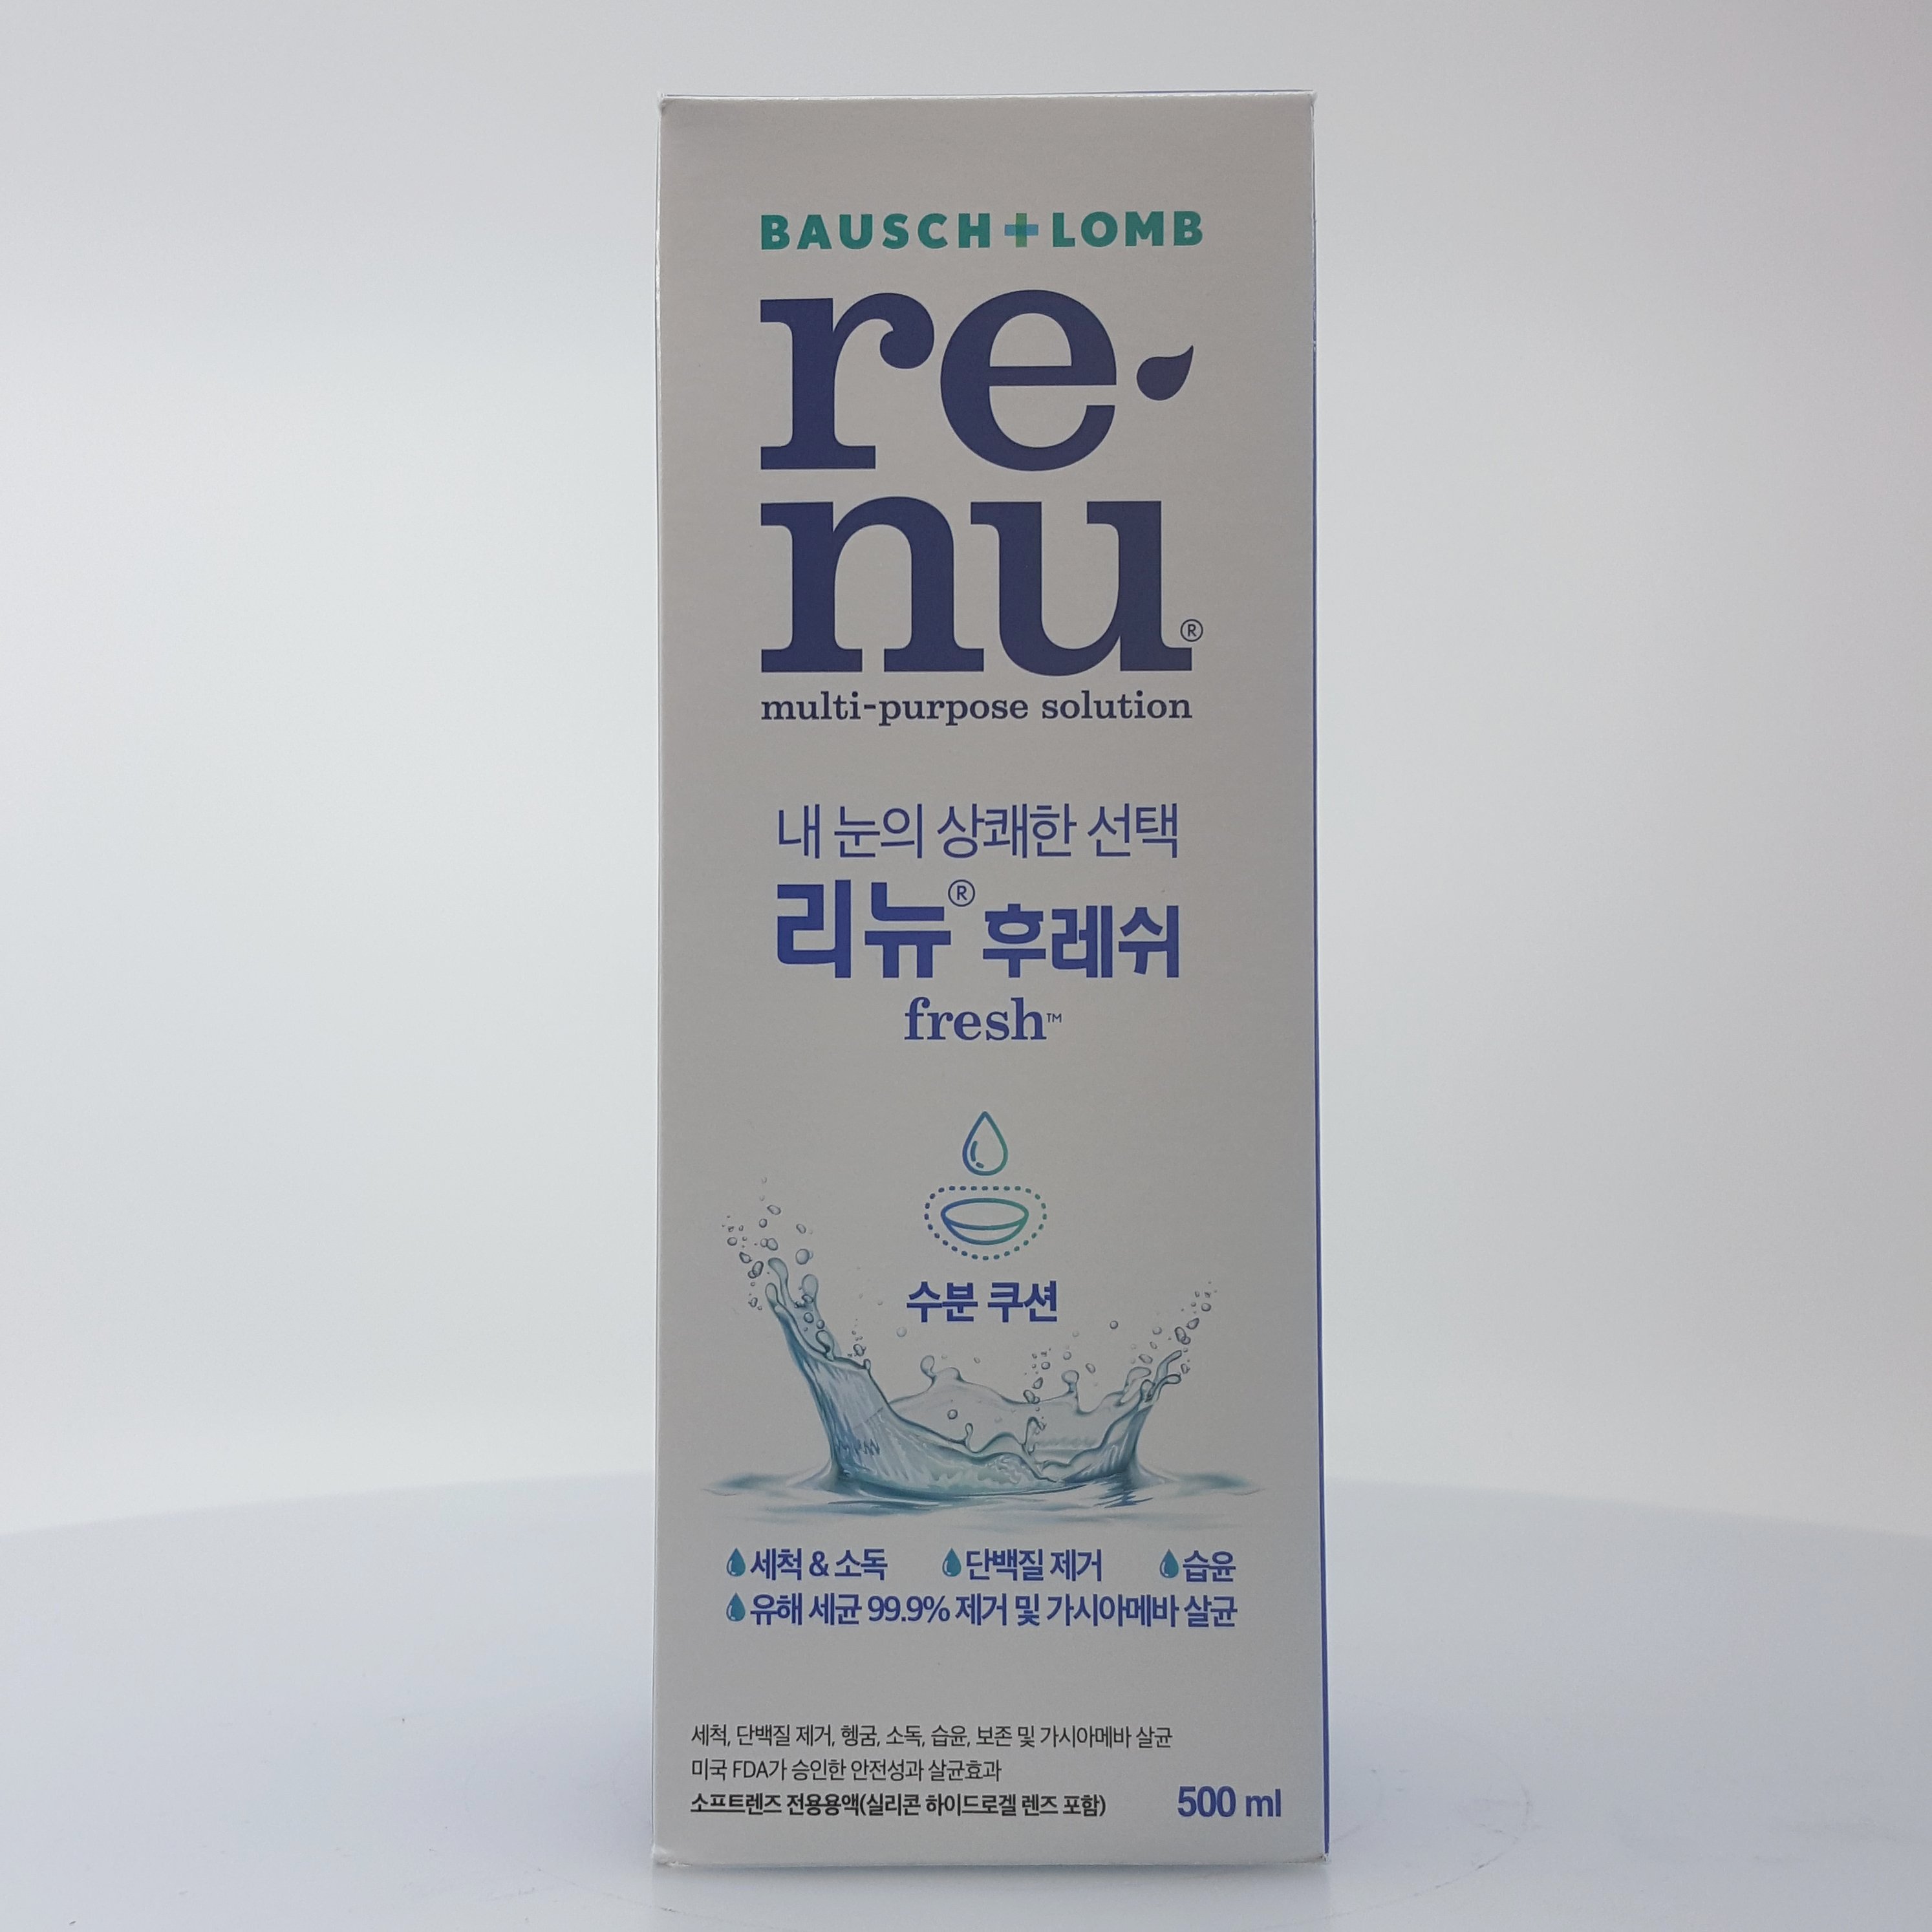 BAUSCH+LOMB
re
nu®
multi-purpose solution
내 눈의 상쾌한 선택
리뉴® 후레쉬
fresh™
수분 쿠션
세척 & 소독 단백질 제거 습윤
유해 세균 99.9% 제거 및 가시아메바 살균
세척, 단백질 제거, 헹굼, 소독, 습윤, 보존 및 가시아메바 살균
미국 FDA가 승인한 안전성과 살균효과
소프트렌즈 전용용액(실리콘 하이드로겔 렌즈 포함)
500 ml